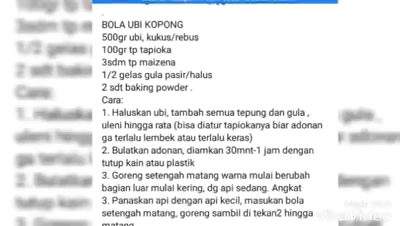 BOLA UBI KOPONG
500gr ubi, kukus/rebus
100gr tp tapioka
3sdm tp maizena
1/2 gelas gula pasir/halus
2 sdt baking powder .
Cara:
1. Haluskan ubi, tambah semua tepung dan gula ,
uleni hingga rata (bisa diatur tapiokanya biar adonan
ga terlalu lembek atau terlalu keras)
2. Bulatkan adonan, diamkan 30mnt-1 jam dengan
tutup kain atau plastik
3. Goreng setengah matang warna mulai berubah
bagian luar mulai kering, dg api sedang. Angkat
3. Panaskan api dengan api kecil, masukan bola
setengah matang, goreng sambil di tekan2 hingga
matang